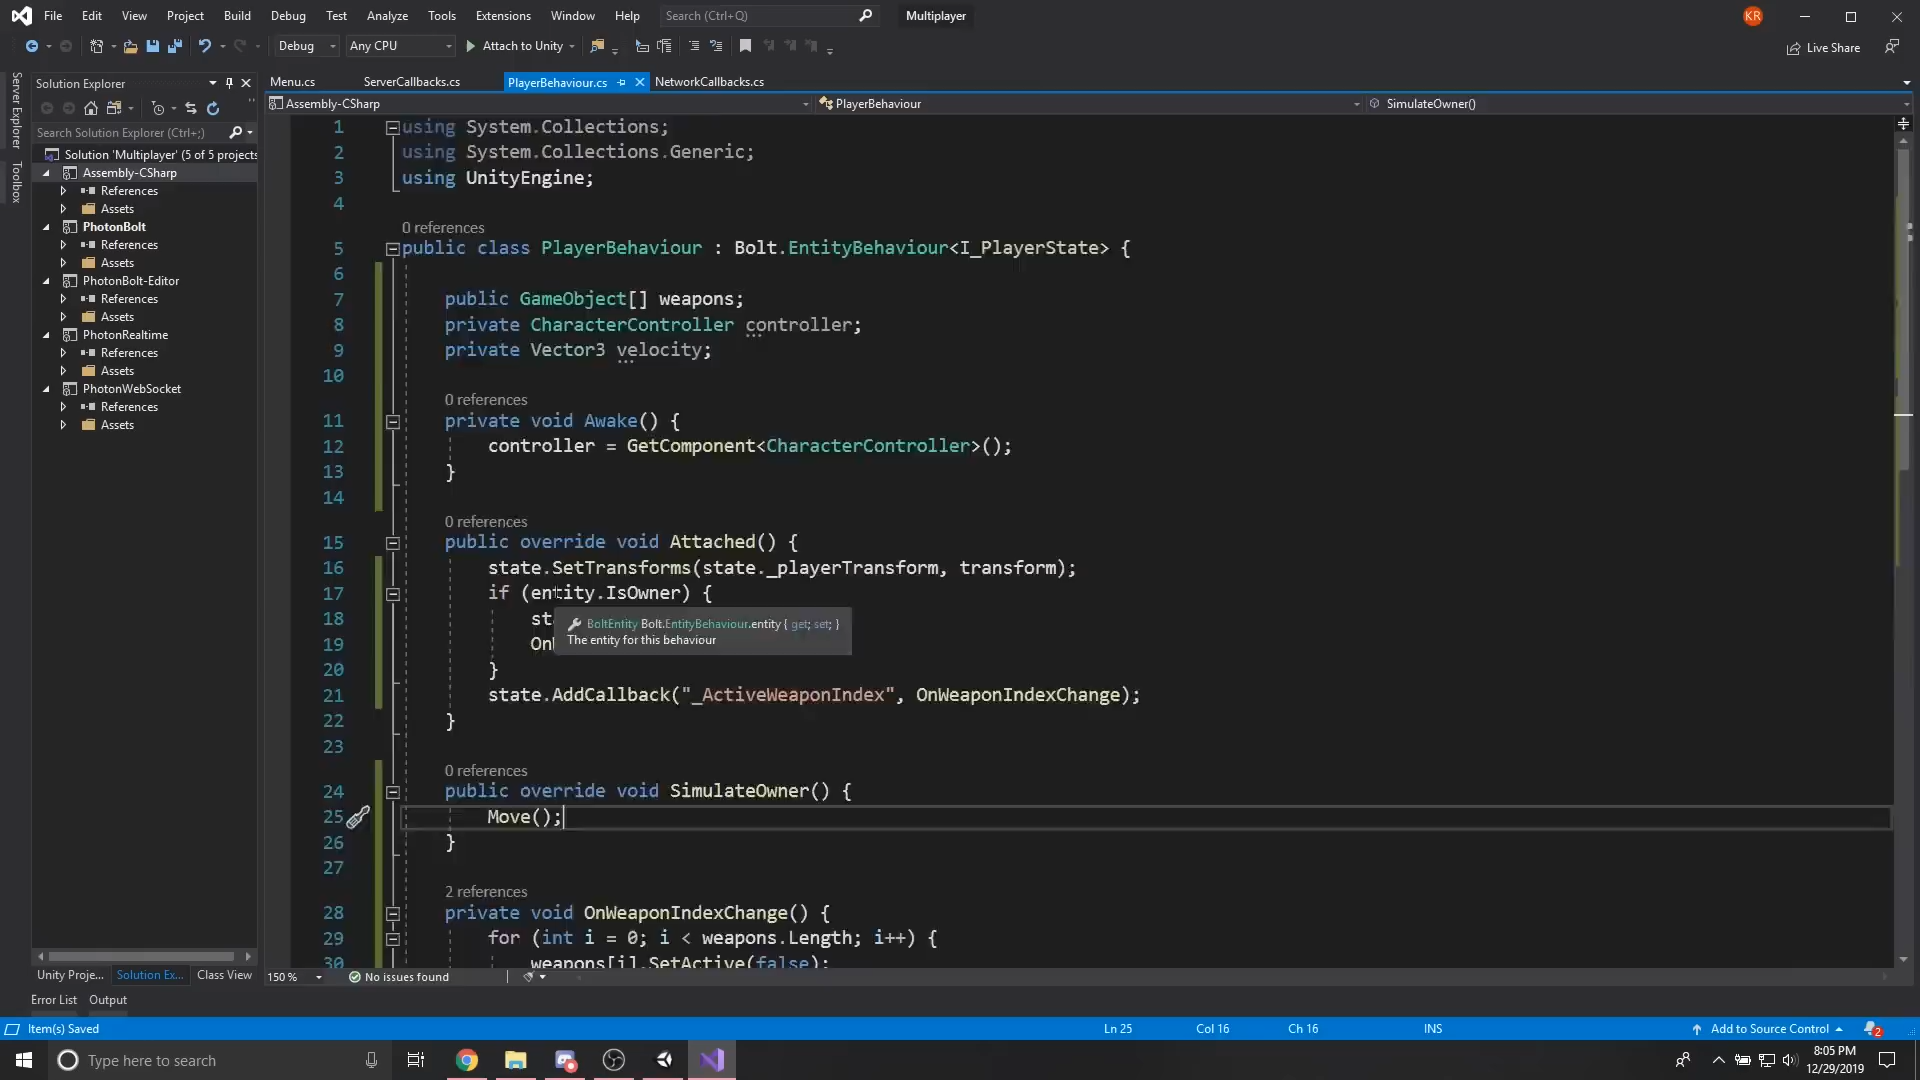 File Edit View Project Build Debug Test Analyze Tools Extensions Window Help Search (Ctrl+Q) Multiplayer KR
Debug Any CPU Attach to Unity Live Share
Server Explorer
Toolbox
Solution Explorer
Search Solution Explorer (Ctrl+;)
Solution 'Multiplayer' (5 of 5 projects
Assembly-CSharp
References
Assets
PhotonBolt
References
Assets
PhotonBolt-Editor
References
Assets
PhotonRealtime
References
Assets
PhotonWebSocket
References
Assets
Unity Proje... Solution Ex... Class View
Menu.cs ServerCallbacks.cs PlayerBehaviour.cs NetworkCallbacks.cs
Assembly-CSharp PlayerBehaviour SimulateOwner()
1 using System.Collections;
2 using System.Collections.Generic;
3 using UnityEngine;
4
0 references
5 public class PlayerBehaviour : Bolt.EntityBehaviour<I_PlayerState> {
6
7 public GameObject[] weapons;
8 private CharacterController controller;
9 private Vector3 velocity;
10
0 references
11 private void Awake() {
12 controller = GetComponent<CharacterController>();
13 }
14
0 references
15 public override void Attached() {
16 state.SetTransforms(state._playerTransform, transform);
17 if (entity.IsOwner) {
18 st
BoltEntity Bolt.EntityBehaviour.entity { get; set; }
The entity for this behaviour
19 On
20 }
21 state.AddCallback("_ActiveWeaponIndex", OnWeaponIndexChange);
22 }
23
0 references
24 public override void SimulateOwner() {
25 Move();
26 }
27
2 references
28 private void OnWeaponIndexChange() {
29 for (int i = 0; i < weapons.Length; i++) {
30 weapons[i].SetActive(false);
150 % No issues found
Error List Output
Item(s) Saved Ln 25 Col 16 Ch 16 INS Add to Source Control 2
Type here to search
8:05 PM
12/29/2019